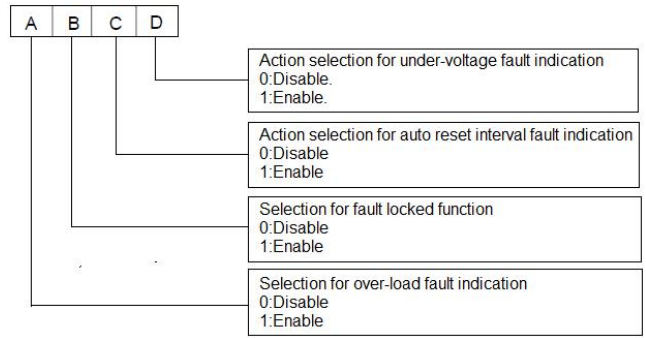 A B C D
Action selection for under-voltage fault indication
0:Disable.
1:Enable.
Action selection for auto reset interval fault indication
0:Disable
1:Enable
Selection for fault locked function
0:Disable
1:Enable
Selection for over-load fault indication
0:Disable
1:Enable